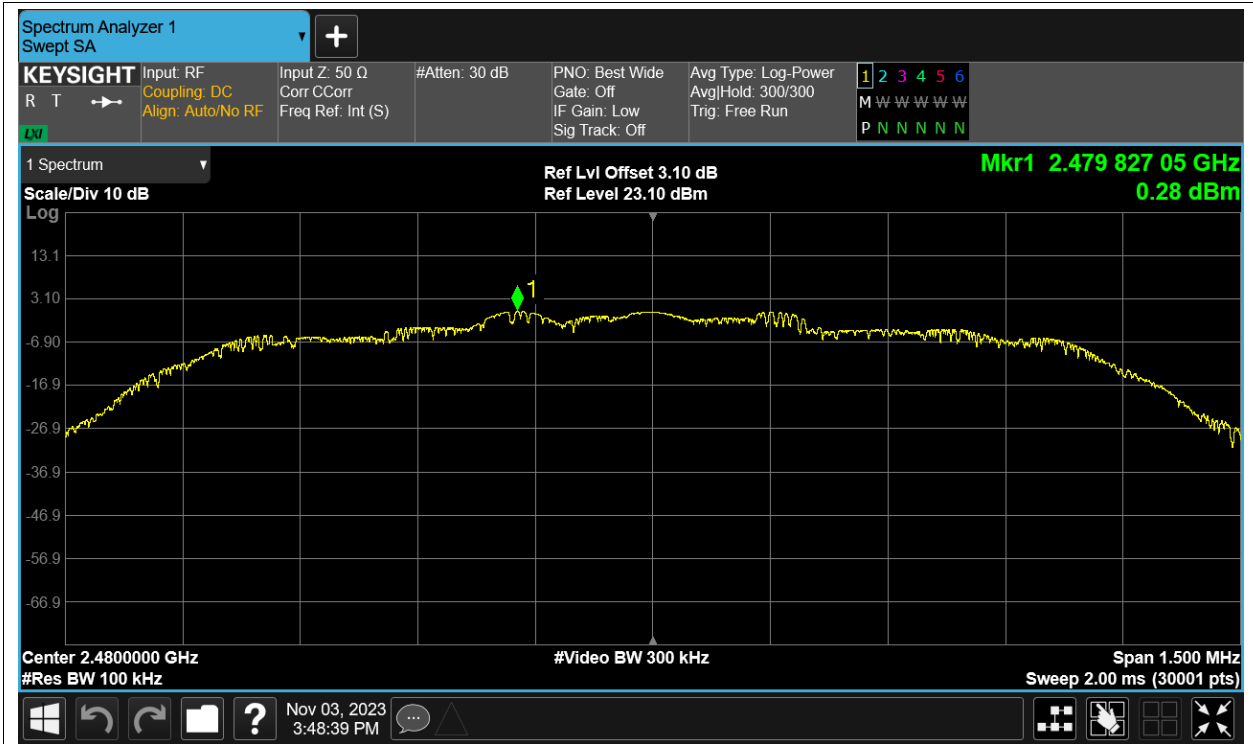 Spectrum Analyzer 1
Swept SA
KEYSIGHT
R T
LXI
Input: RF
Coupling: DC
Align: Auto/No RF
Input Z: 50 Ω
Corr CCorr
Freq Ref: Int (S)
#Atten: 30 dB
PNO: Best Wide
Gate: Off
IF Gain: Low
Sig Track: Off
Avg Type: Log-Power
Avg|Hold: 300/300
Trig: Free Run
1 2 3 4 5 6
M W W W W W W
P N N N N N N
1 Spectrum
Scale/Div 10 dB
Ref Lvl Offset 3.10 dB
Ref Level 23.10 dBm
Mkr1 2.479 827 05 GHz
0.28 dBm
Log
13.1
3.10
-6.90
-16.9
-26.9
-36.9
-46.9
-56.9
-66.9
1
Center 2.4800000 GHz
#Res BW 100 kHz
#Video BW 300 kHz
Span 1.500 MHz
Sweep 2.00 ms (30001 pts)
?
Nov 03, 2023
3:48:39 PM